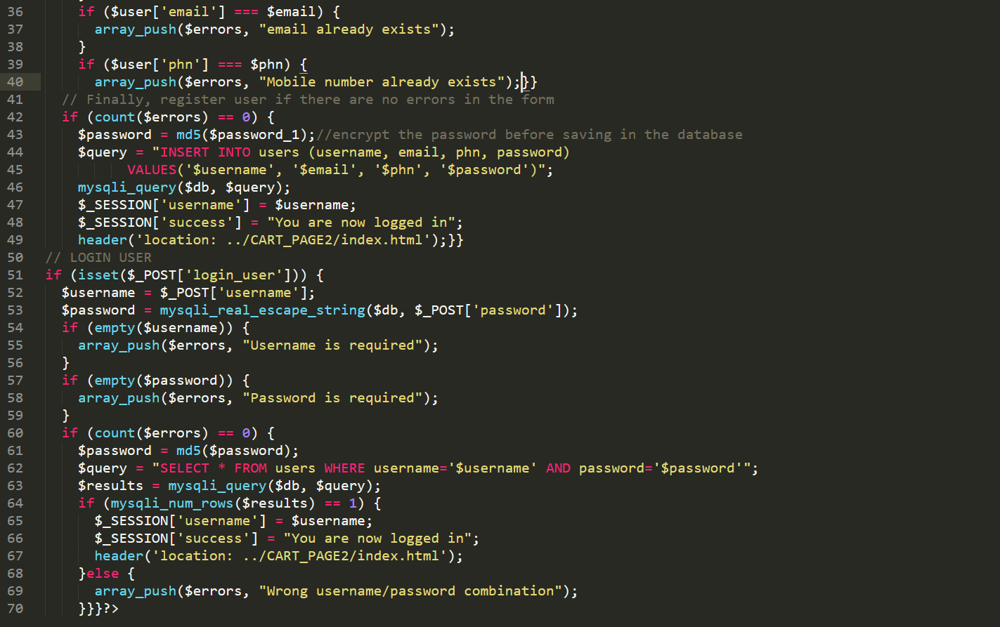 36 if ($user['email'] === $email) {
37 array_push($errors, "email already exists");
38 }
39 if ($user['phn'] === $phn) {
40 array_push($errors, "Mobile number already exists");}}
41 // Finally, register user if there are no errors in the form
42 if (count($errors) == 0) {
43 $password = md5($password_1);//encrypt the password before saving in the database
44 $query = "INSERT INTO users (username, email, phn, password)
45 VALUES('$username', '$email', '$phn', '$password')";
46 mysqli_query($db, $query);
47 $_SESSION['username'] = $username;
48 $_SESSION['success'] = "You are now logged in";
49 header('location: ../CART_PAGE2/index.html');}}
50 // LOGIN USER
51 if (isset($_POST['login_user'])) {
52 $username = $_POST['username'];
53 $password = mysqli_real_escape_string($db, $_POST['password']);
54 if (empty($username)) {
55 array_push($errors, "Username is required");
56 }
57 if (empty($password)) {
58 array_push($errors, "Password is required");
59 }
60 if (count($errors) == 0) {
61 $password = md5($password);
62 $query = "SELECT * FROM users WHERE username='$username' AND password='$password'";
63 $results = mysqli_query($db, $query);
64 if (mysqli_num_rows($results) == 1) {
65 $_SESSION['username'] = $username;
66 $_SESSION['success'] = "You are now logged in";
67 header('location: ../CART_PAGE2/index.html');
68 }else {
69 array_push($errors, "Wrong username/password combination");
70 }}}?>